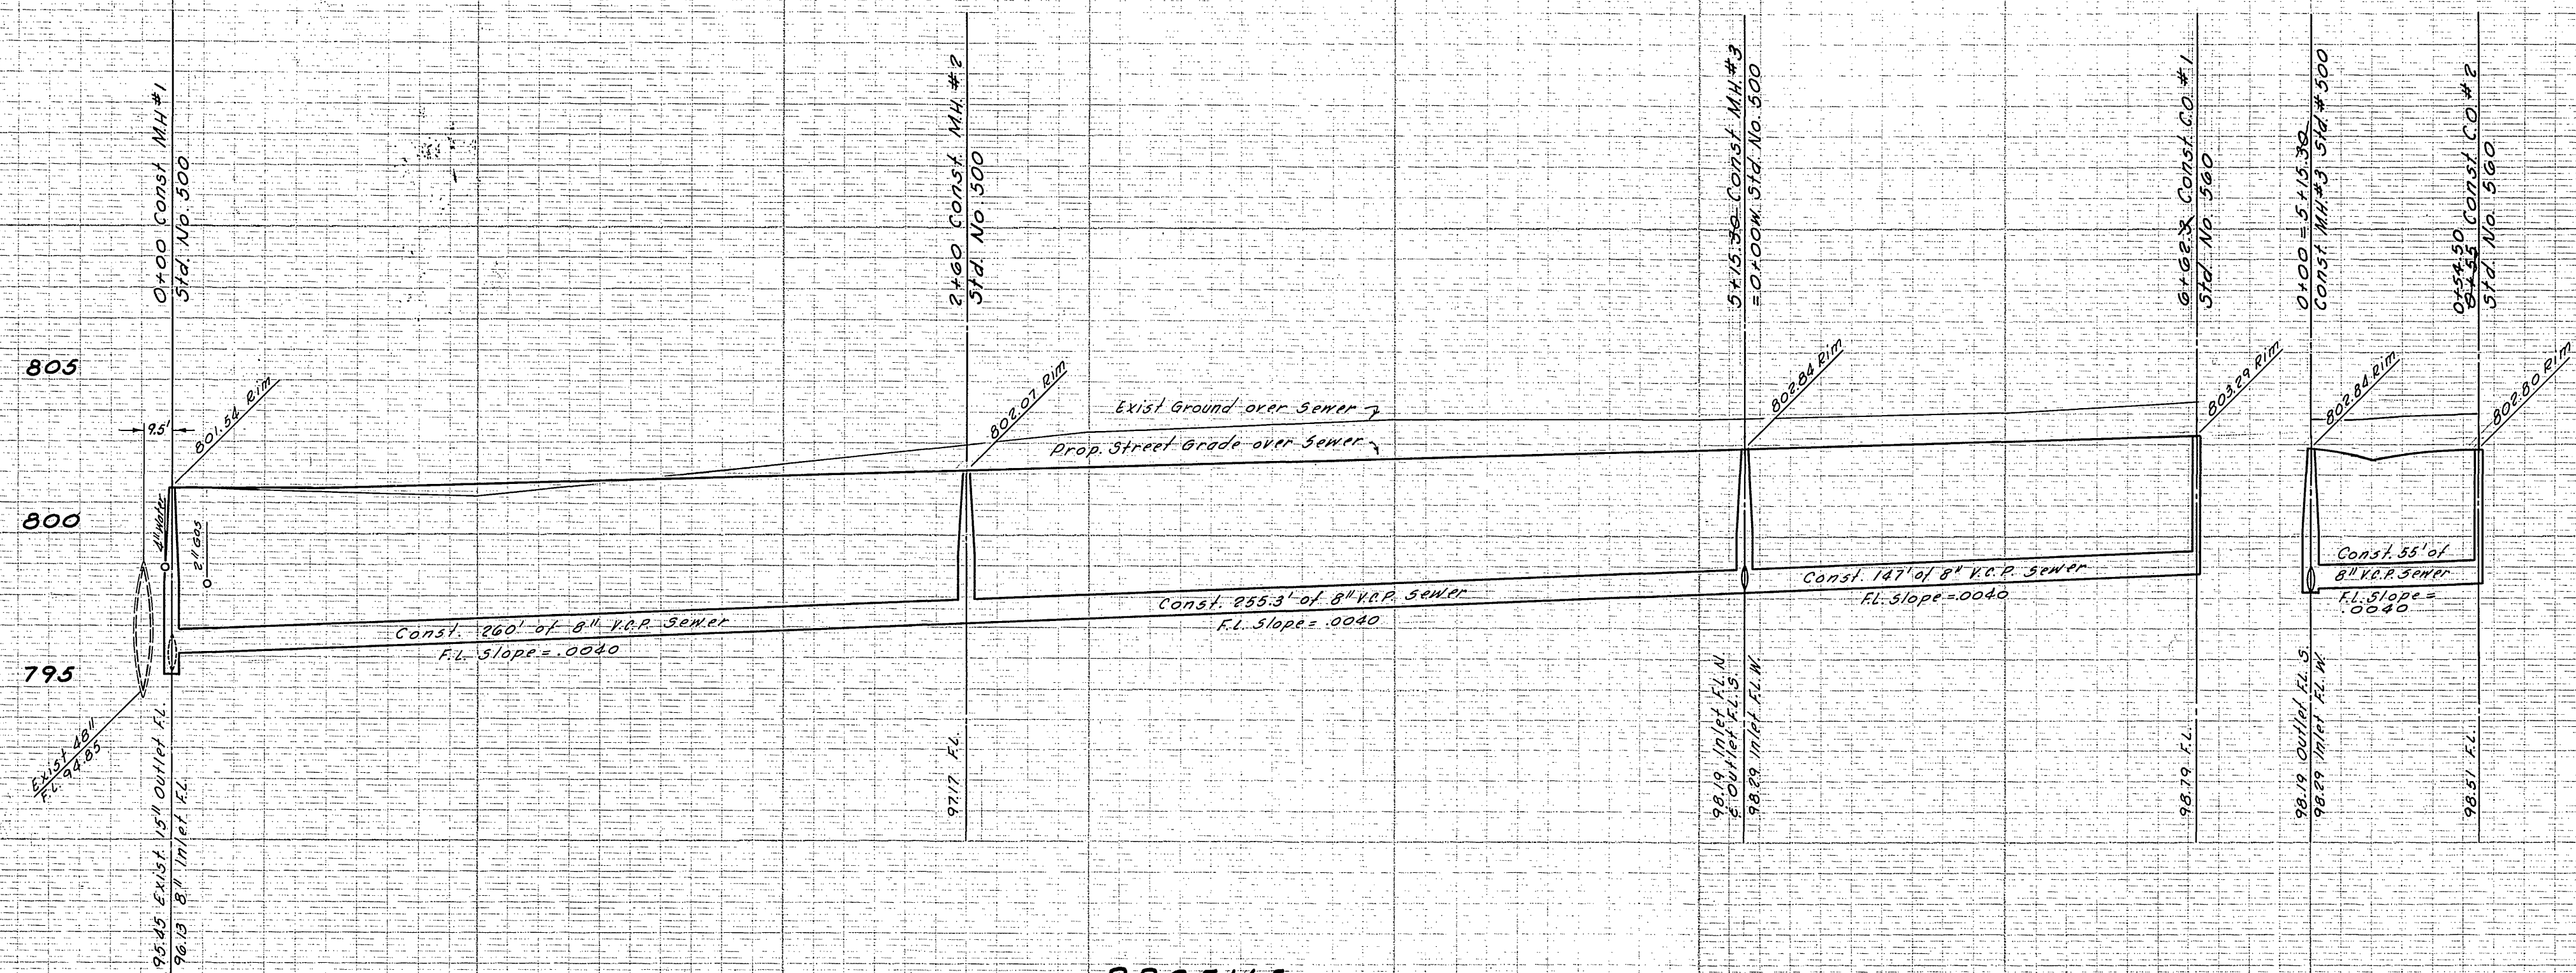 0+00 Const M.H #1
Std. No. 500
2+60 Const. M.H. #2
Std. No. 500
5+15.30 Const M.H #3
=0+00W. Std No. 500
6+62.3 Const C.O. #1
Std No. 560
0+00 = 5+15.30
Const. M.H. #3 Std. #500
0+54.50
0+55 Const C.O #2
Std. No. 560
805
800
795
9.5'
801.54 Rim
802.07 Rim
802.84 Rim
803.29 Rim
802.84 Rim
802.80 Rim
Exist Ground over Sewer
Prop. Street Grade over Sewer
4" Water
2" Gas
Const. 260' of 8" V.C.P. Sewer
F.L. Slope = .0040
Const. 255.3' of 8" V.C.P. Sewer
F.L. Slope = .0040
Const. 147' of 8" V.C.P. Sewer
F.L. Slope = .0040
Const. 55' of
8" V.C.P. Sewer
F.L. Slope =
.0040
Exist 48"
F.L. 94.85
95.45 Exist. 15" Outlet F.L.
96.13 8" Inlet F.L.
97.17 F.L.
98.19 Inlet F.L. N.
& Outlet F.L. S.
98.29 Inlet F.L. W.
98.79 F.L.
98.19 Outlet F.L. S.
98.29 Inlet F.L. W.
98.51 F.L.